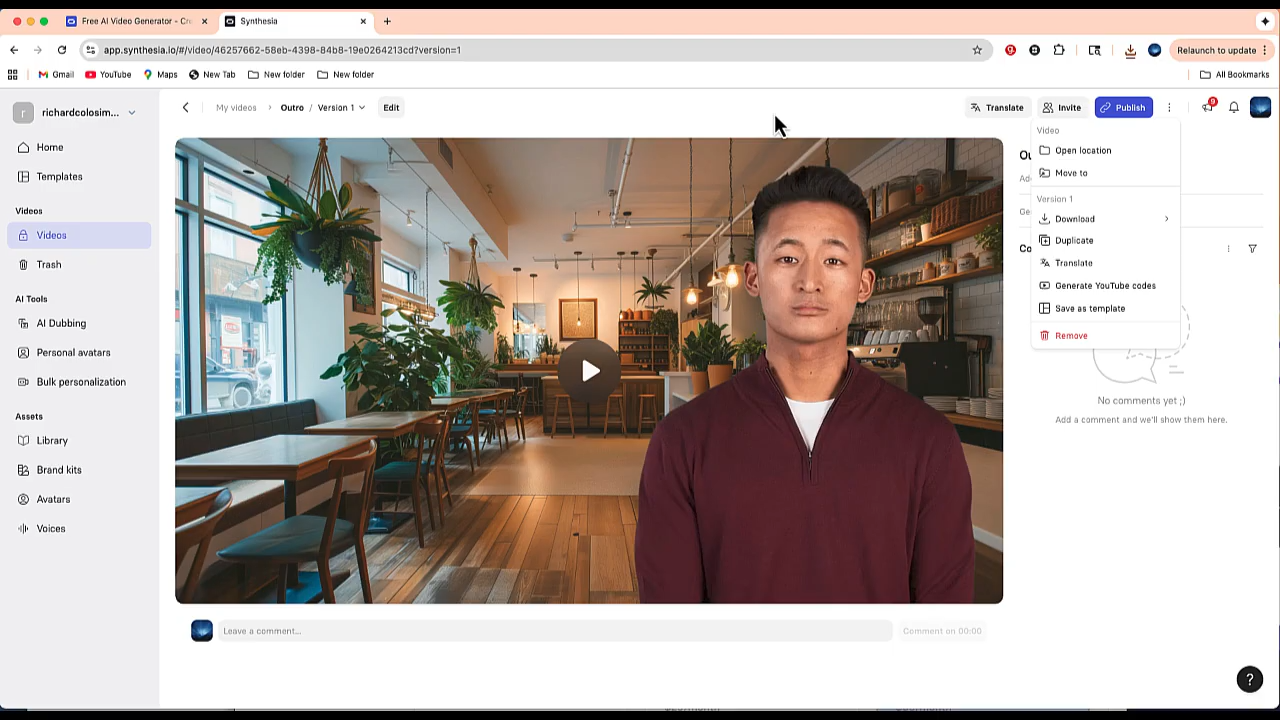 Free AI Video Generator - Cre
Synthesia
app.synthesia.io/#/video/46257662-58eb-4398-84b8-19e0264213cd?version=1
Relaunch to update
Gmail
YouTube
Maps
New Tab
New folder
New folder
All Bookmarks
r
richardcolosim...
My videos > Outro / Version 1
Edit
Translate
Invite
Publish
9
Home
Templates
Videos
Videos
Trash
AI Tools
AI Dubbing
Personal avatars
Bulk personalization
Assets
Library
Brand kits
Avatars
Voices
Video
Open location
Move to
Version 1
Download
Duplicate
Translate
Generate YouTube codes
Save as template
Remove
No comments yet ;)
Add a comment and we'll show them here.
Leave a comment...
Comment on 00:00
?